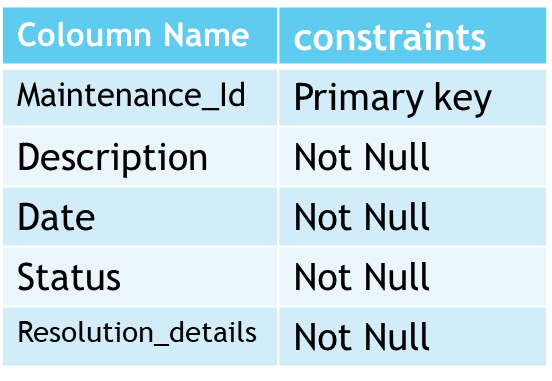 Coloumn Name constraints
Maintenance_Id Primary key
Description Not Null
Date Not Null
Status Not Null
Resolution_details Not Null